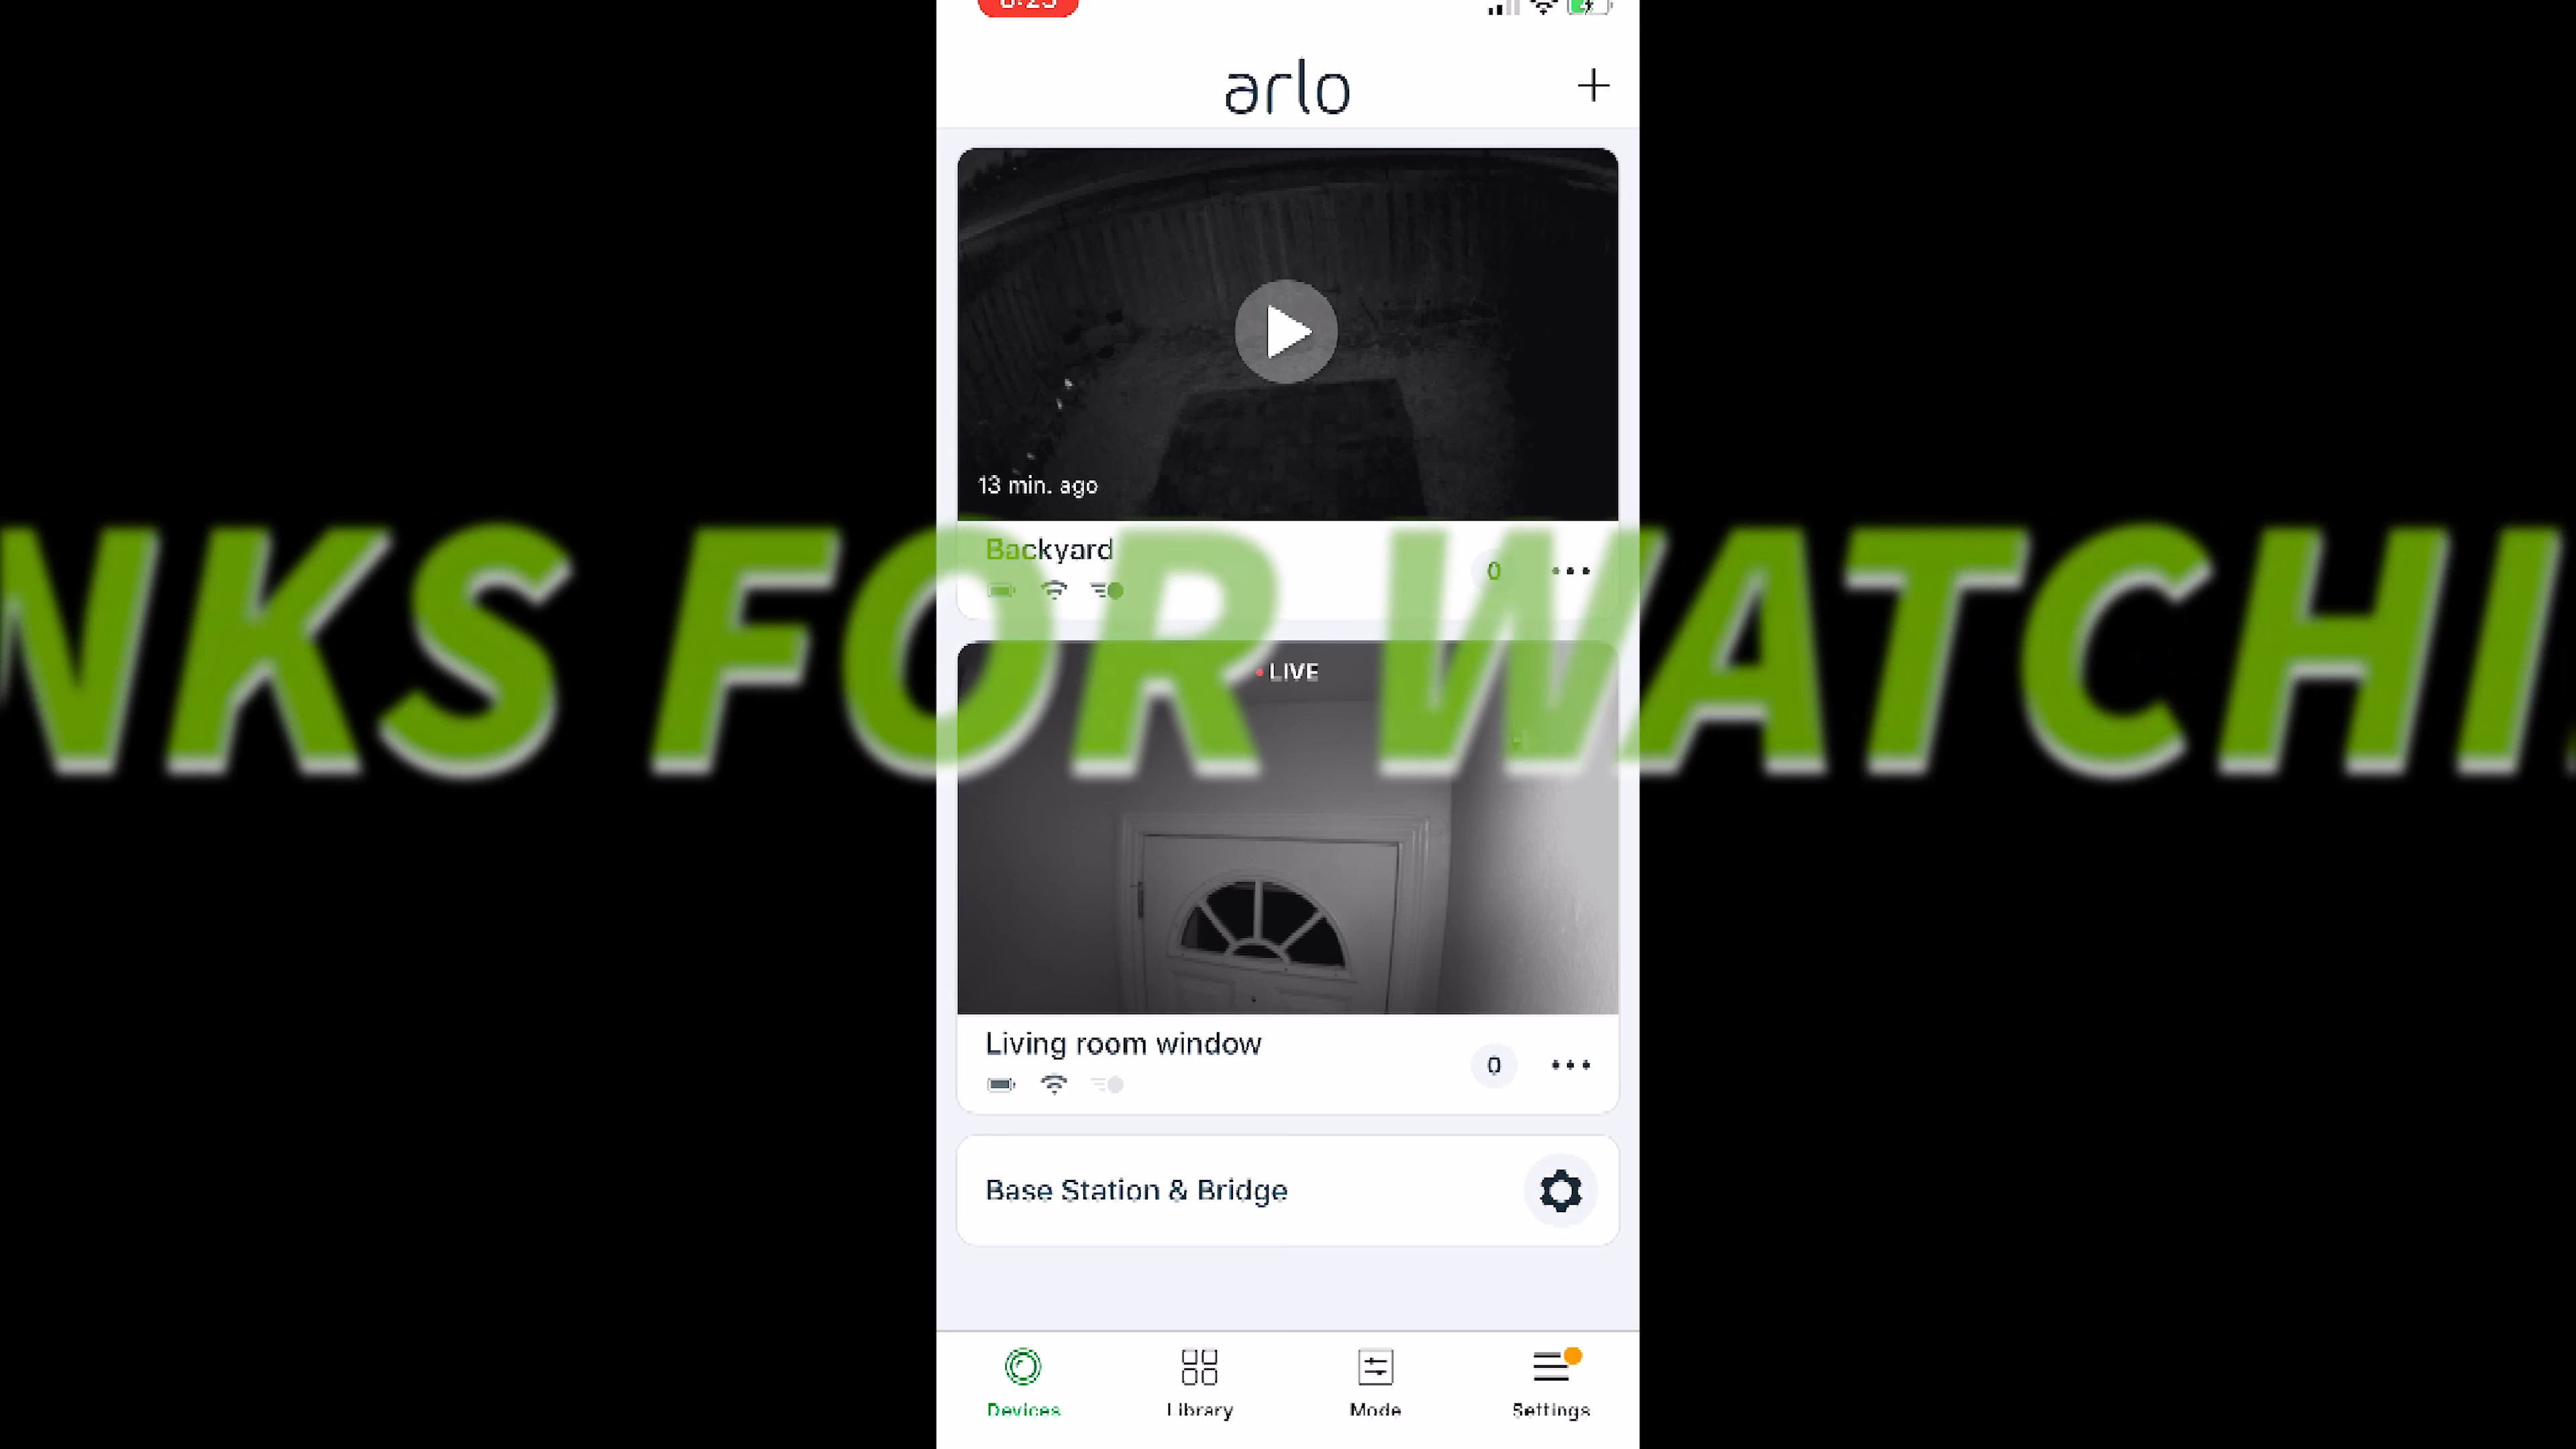 arlo
13 min. ago
Backyard
0
NKS FOR WATCHI
LIVE
Living room window
0
Base Station & Bridge
Devices
Library
Mode
Settings